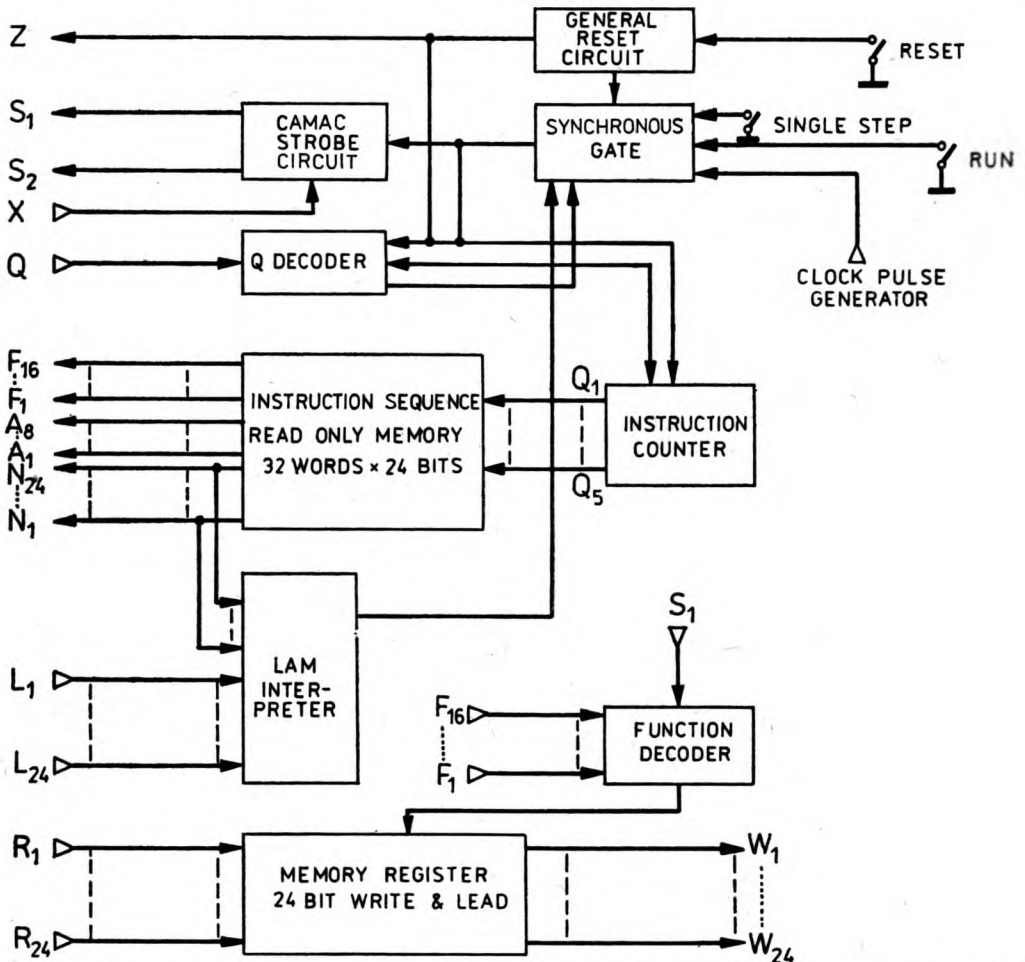 Z
GENERAL
RESET
CIRCUIT
RESET
S1
CAMAC
STROBE
CIRCUIT
SYNCHRONOUS
GATE
SINGLE STEP
RUN
S2
X
Q
Q DECODER
CLOCK PULSE
GENERATOR
F16
F1
A8
A1
N24
N1
INSTRUCTION SEQUENCE
READ ONLY MEMORY
32 WORDS × 24 BITS
Q1
Q5
INSTRUCTION
COUNTER
LAM
INTER-
PRETER
L1
L24
S1
F16
F1
FUNCTION
DECODER
R1
R24
MEMORY REGISTER
24 BIT WRITE & LEAD
W1
W24